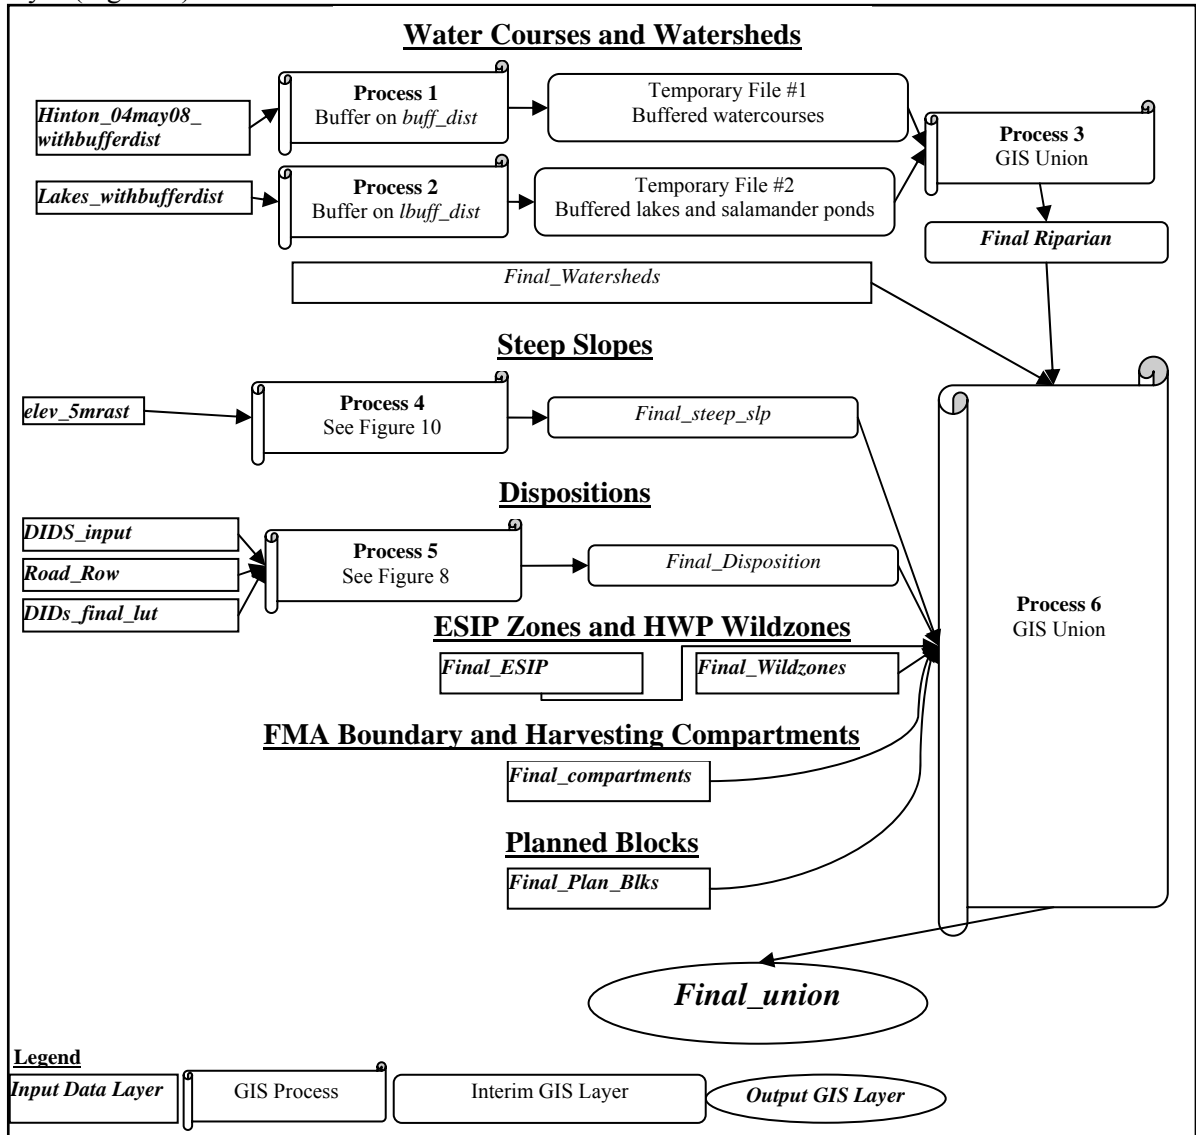 Water Courses and Watersheds
Hinton_04may08_
withbufferdist
Process 1
Buffer on buff_dist
Temporary File #1
Buffered watercourses
Process 3
GIS Union
Lakes_withbufferdist
Process 2
Buffer on lbuff_dist
Temporary File #2
Buffered lakes and salamander ponds
Final Riparian
Final_Watersheds
Steep Slopes
elev_5mrast
Process 4
See Figure 10
Final_steep_slp
Dispositions
DIDS_input
Road_Row
DIDs_final_lut
Process 5
See Figure 8
Final_Disposition
Process 6
GIS Union
ESIP Zones and HWP Wildzones
Final_ESIP
Final_Wildzones
FMA Boundary and Harvesting Compartments
Final_compartments
Planned Blocks
Final_Plan_Blks
Final_union
Legend
Input Data Layer
GIS Process
Interim GIS Layer
Output GIS Layer